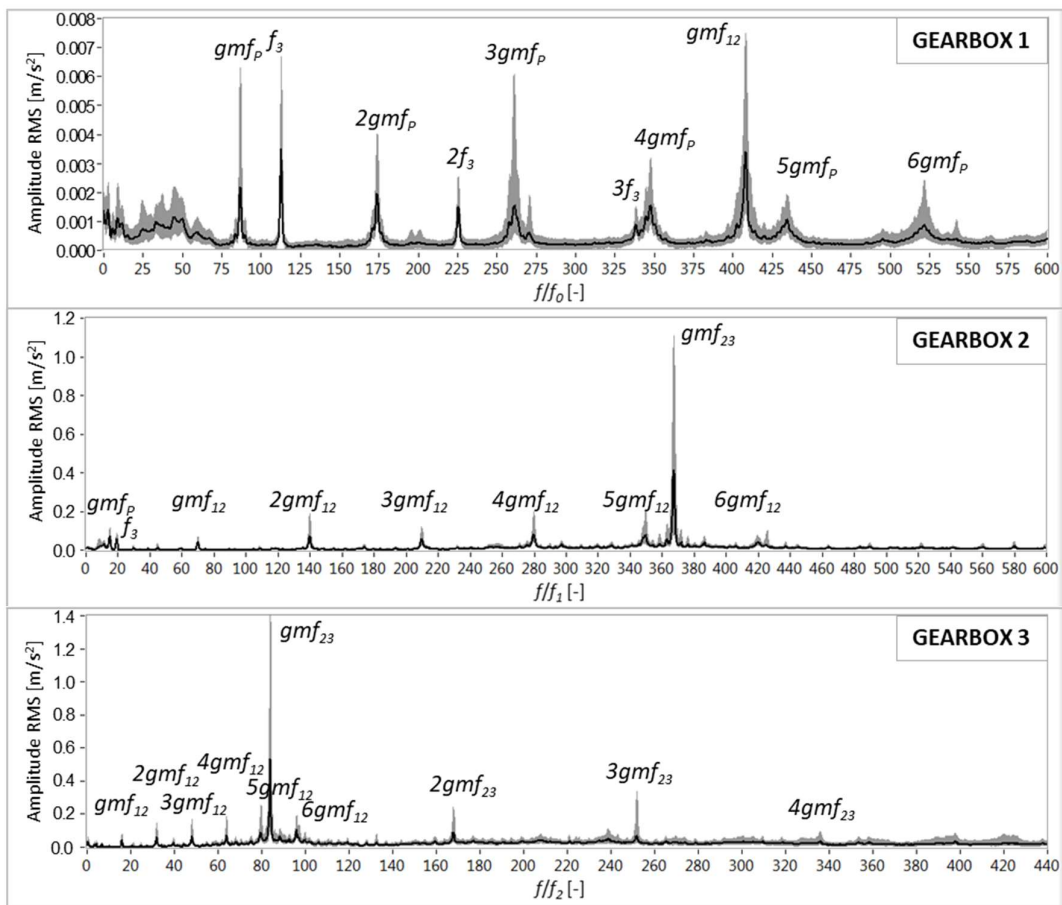 GEARBOX 1
Amplitude RMS [m/s²]
0.008
0.007
0.006
0.005
0.004
0.003
0.002
0.001
0.000
gmfₚ
f₃
2gmfₚ
2f₃
3gmfₚ
3f₃
4gmfₚ
gmf₁₂
5gmfₚ
6gmfₚ
0 25 50 75 100 125 150 175 200 225 250 275 300 325 350 375 400 425 450 475 500 525 550 575 600
f/f₀ [-]
GEARBOX 2
Amplitude RMS [m/s²]
1.2
1.0
0.8
0.6
0.4
0.2
0.0
gmfₚ
f₃
gmf₁₂
2gmf₁₂
3gmf₁₂
4gmf₁₂
5gmf₁₂
gmf₂₃
6gmf₁₂
0 20 40 60 80 100 120 140 160 180 200 220 240 260 280 300 320 340 360 380 400 420 440 460 480 500 520 540 560 580 600
f/f₁ [-]
GEARBOX 3
Amplitude RMS [m/s²]
1.4
1.2
1.0
0.8
0.6
0.4
0.2
0.0
gmf₁₂
2gmf₁₂
3gmf₁₂
4gmf₁₂
5gmf₁₂
gmf₂₃
6gmf₁₂
2gmf₂₃
3gmf₂₃
4gmf₂₃
0 20 40 60 80 100 120 140 160 180 200 220 240 260 280 300 320 340 360 380 400 420 440
f/f₂ [-]